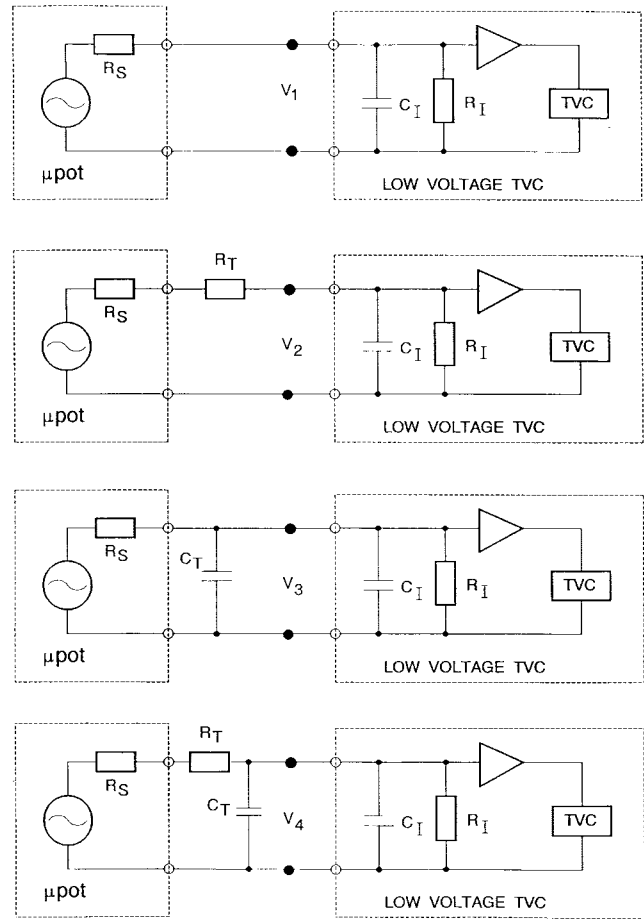 R_S
V_1
C_I
R_I
TVC
μpot
LOW VOLTAGE TVC
R_T
R_S
V_2
C_I
R_I
TVC
μpot
LOW VOLTAGE TVC
R_S
C_T
V_3
C_I
R_I
TVC
μpot
LOW VOLTAGE TVC
R_T
R_S
C_T
V_4
C_I
R_I
TVC
μpot
LOW VOLTAGE TVC